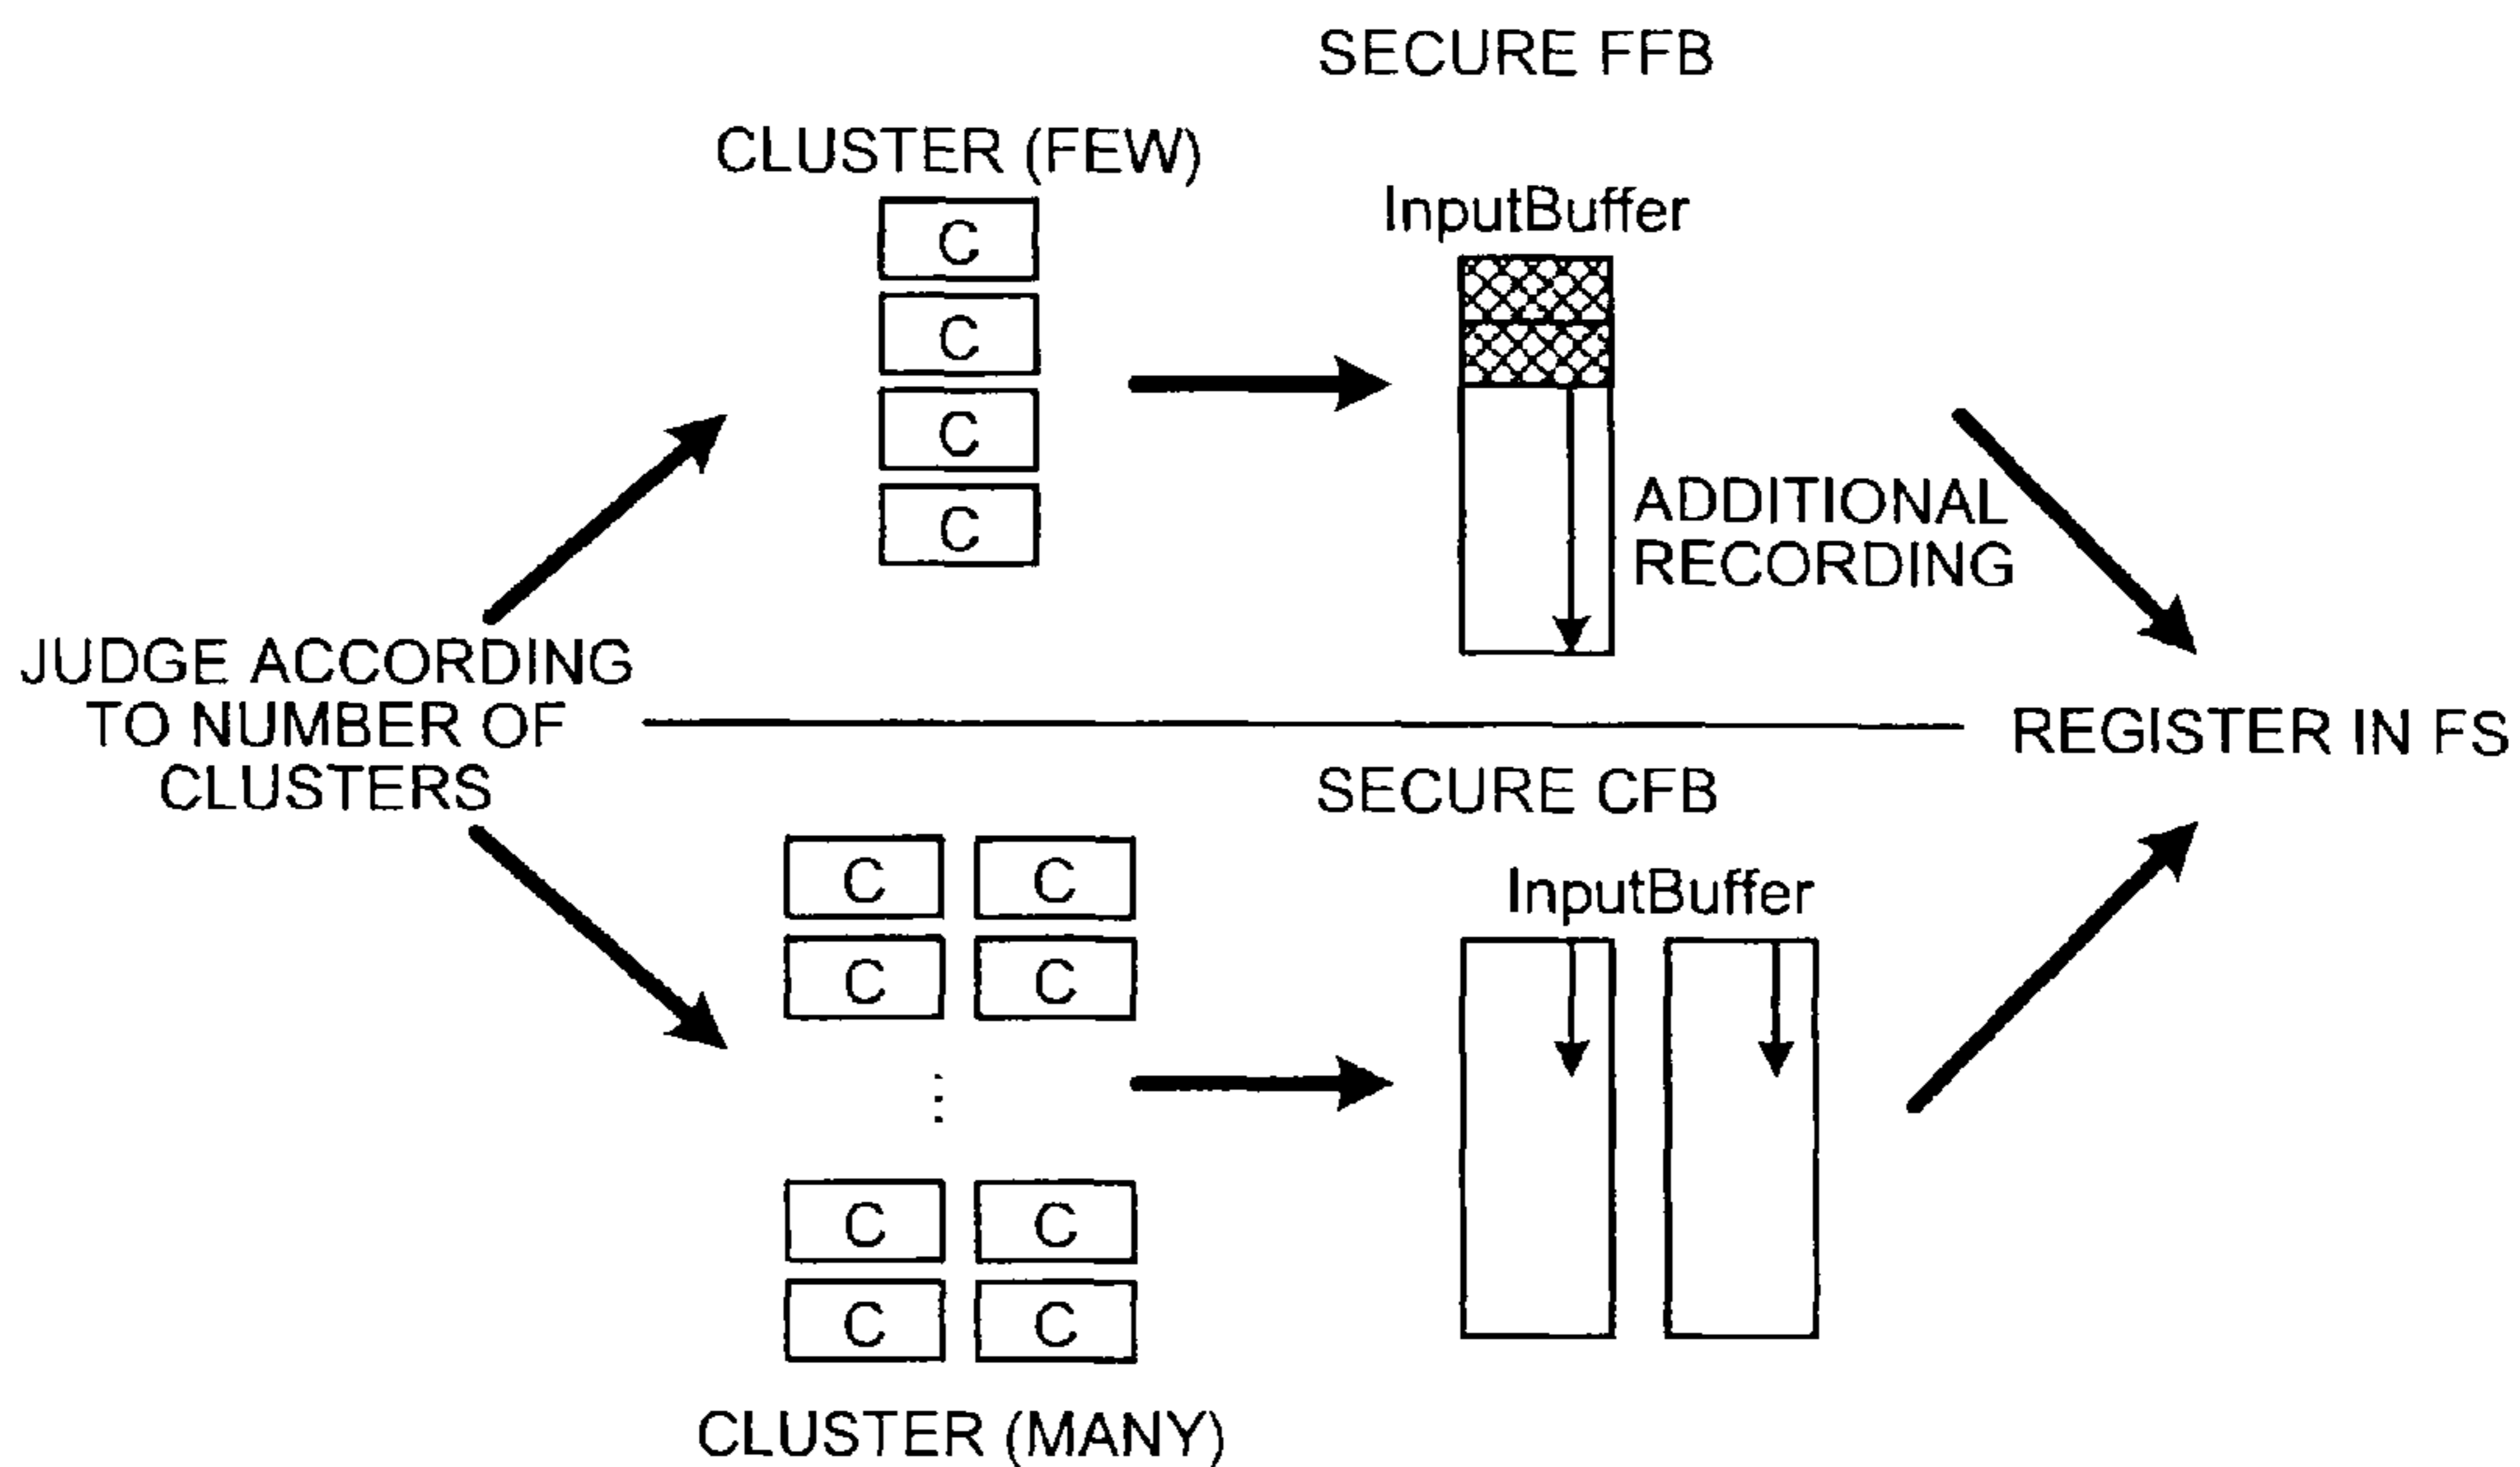 SECURE FFB
CLUSTER (FEW)
InputBuffer
C
C
C
C
ADDITIONAL
RECORDING
JUDGE ACCORDING
TO NUMBER OF
CLUSTERS
REGISTER IN FS
SECURE CFB
InputBuffer
C C
C C
C C
C C
CLUSTER (MANY)